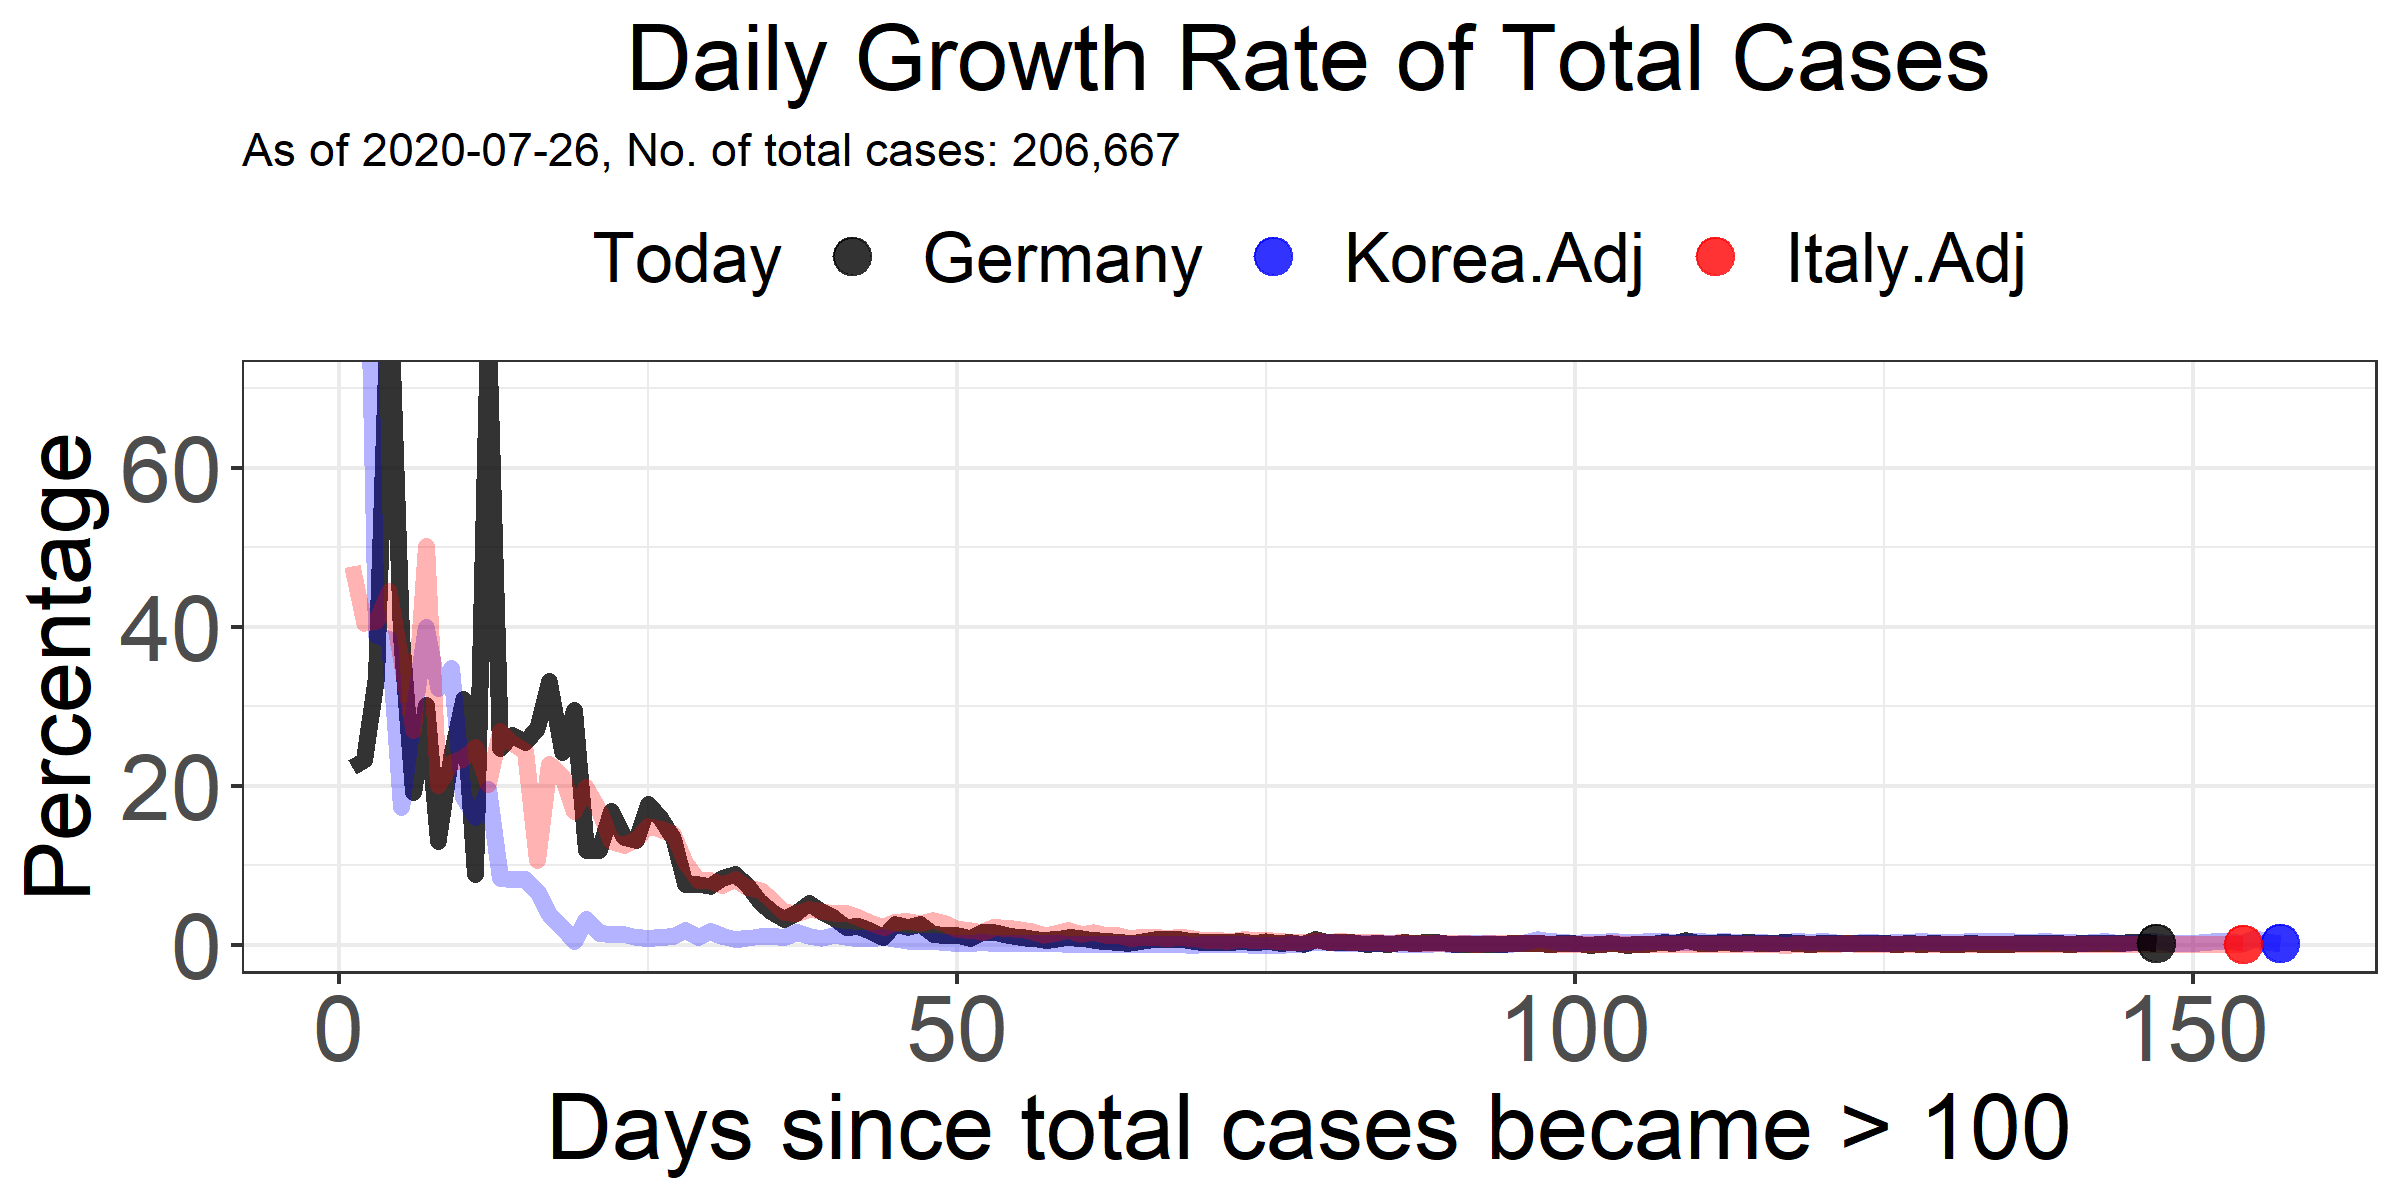 Daily Growth Rate of Total Cases
As of 2020-07-26, No. of total cases: 206,667
Today Germany Korea.Adj Italy.Adj
Percentage
60
40
20
0
0 50 100 150
Days since total cases became > 100